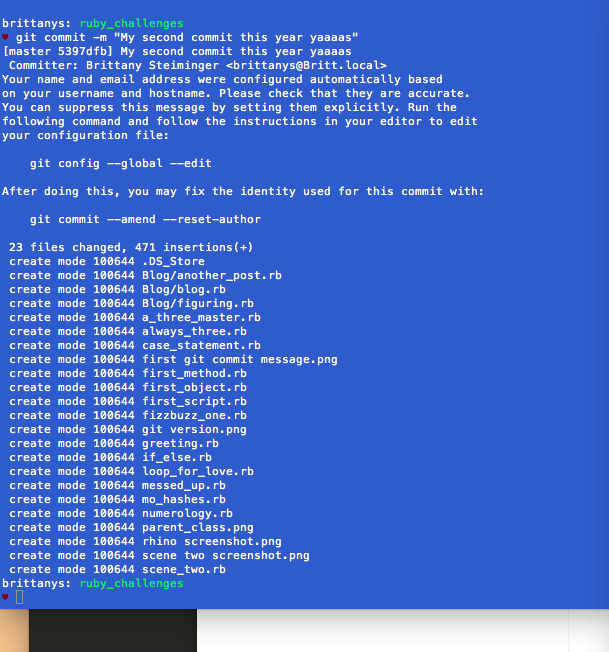 brittanys: ruby_challenges
♥ git commit -m "My second commit this year yaaaas"
[master 5397dfb] My second commit this year yaaaas
 Committer: Brittany Steiminger <brittanys@Britt.local>
Your name and email address were configured automatically based
on your username and hostname. Please check that they are accurate.
You can suppress this message by setting them explicitly. Run the
following command and follow the instructions in your editor to edit
your configuration file:

    git config --global --edit

After doing this, you may fix the identity used for this commit with:

    git commit --amend --reset-author

 23 files changed, 471 insertions(+)
 create mode 100644 .DS_Store
 create mode 100644 Blog/another_post.rb
 create mode 100644 Blog/blog.rb
 create mode 100644 Blog/figuring.rb
 create mode 100644 a_three_master.rb
 create mode 100644 always_three.rb
 create mode 100644 case_statement.rb
 create mode 100644 first git commit message.png
 create mode 100644 first_method.rb
 create mode 100644 first_object.rb
 create mode 100644 first_script.rb
 create mode 100644 fizzbuzz_one.rb
 create mode 100644 git version.png
 create mode 100644 greeting.rb
 create mode 100644 if_else.rb
 create mode 100644 loop_for_love.rb
 create mode 100644 messed_up.rb
 create mode 100644 mo_hashes.rb
 create mode 100644 numerology.rb
 create mode 100644 parent_class.png
 create mode 100644 rhino screenshot.png
 create mode 100644 scene two screenshot.png
 create mode 100644 scene_two.rb
brittanys: ruby_challenges
♥